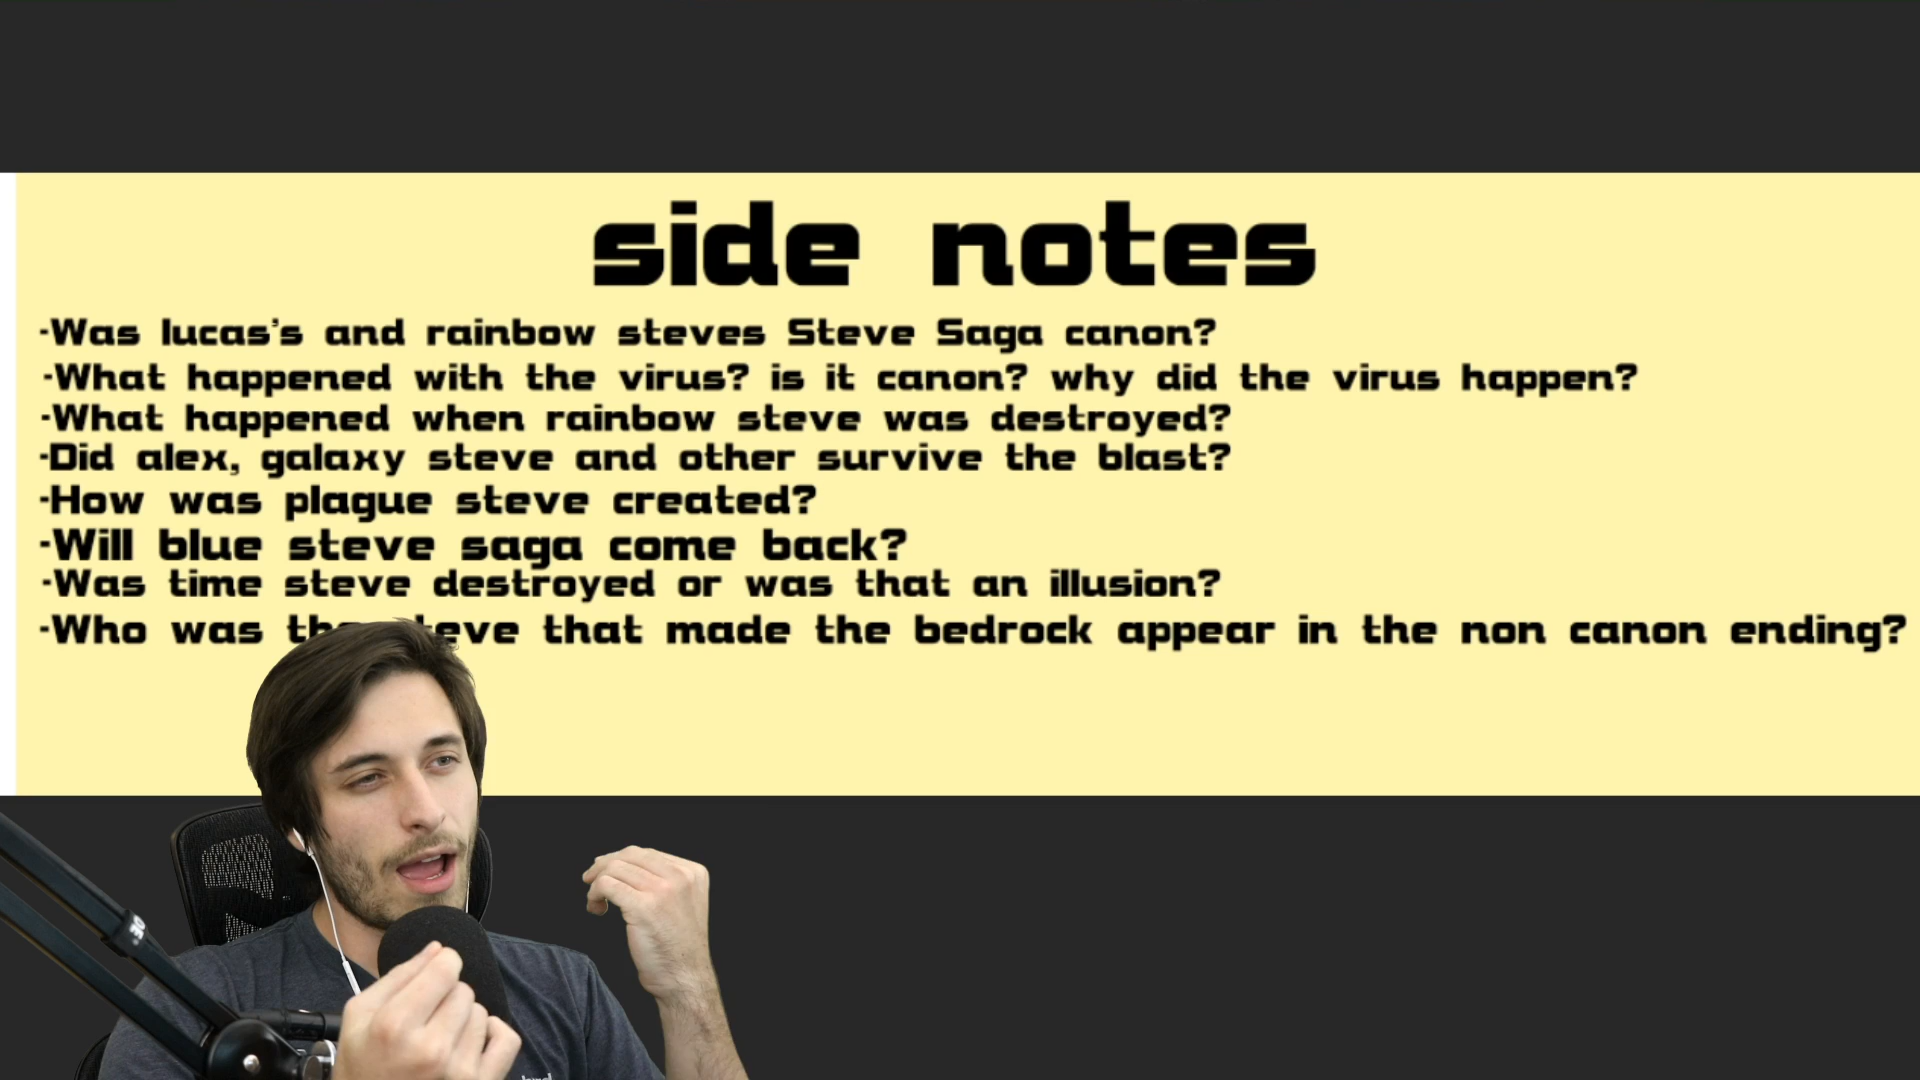 side notes
-Was lucas's and rainbow steves Steve Saga canon?
-What happened with the virus? is it canon? why did the virus happen?
-What happened when rainbow steve was destroyed?
-Did alex, galaxy steve and other survive the blast?
-How was plague steve created?
-Will blue steve saga come back?
-Was time steve destroyed or was that an illusion?
-Who was that made the bedrock appear in the non canon ending?